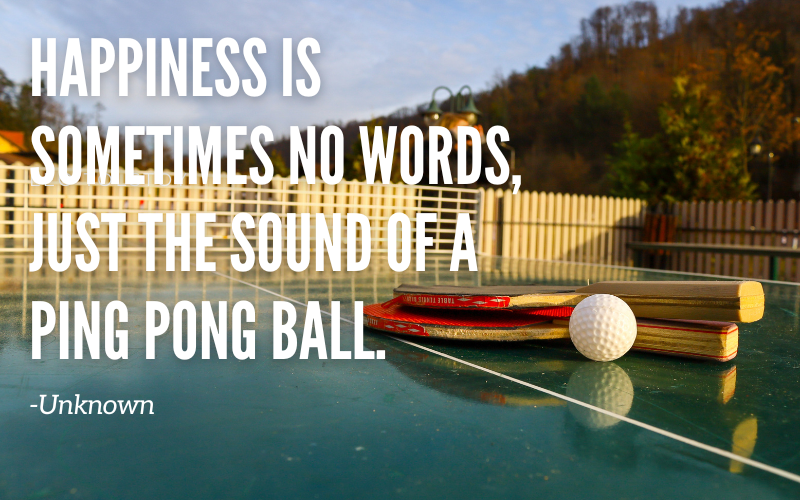 HAPPINESS IS
SOMETIMES NO WORDS,
JUST THE SOUND OF A
PING PONG BALL.
-Unknown